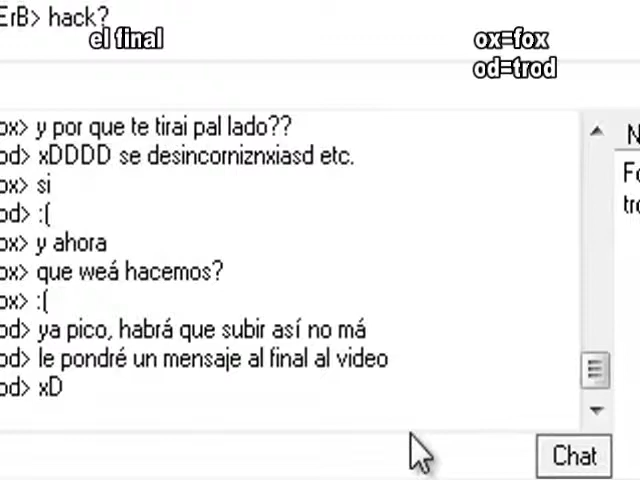 ErB> hack?
el final
ox=fox
od=trod
ox> y por que te tirai pal lado??
od> xDDDD se desincorniznxiasd etc.
ox> si
od> :(
ox> y ahora
ox> que weá hacemos?
ox> :(
od> ya pico, habrá que subir así no má
od> le pondré un mensaje al final al video
od> xD
N
Fo
tro
Chat